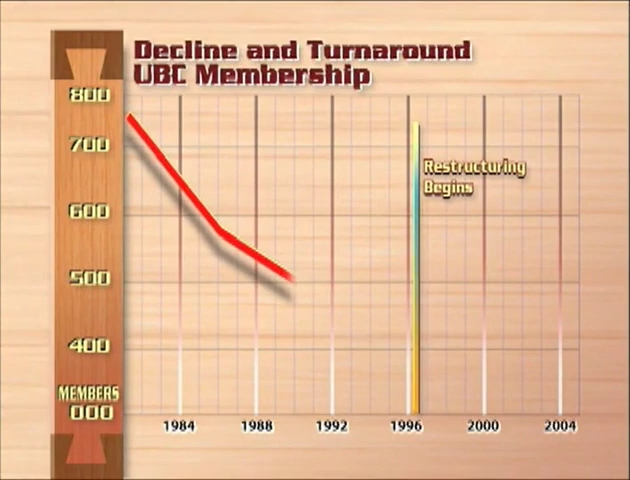 Decline and Turnaround
UBC Membership
800
700
600
500
400
MEMBERS
000
Restructuring
Begins
1984 1988 1992 1996 2000 2004